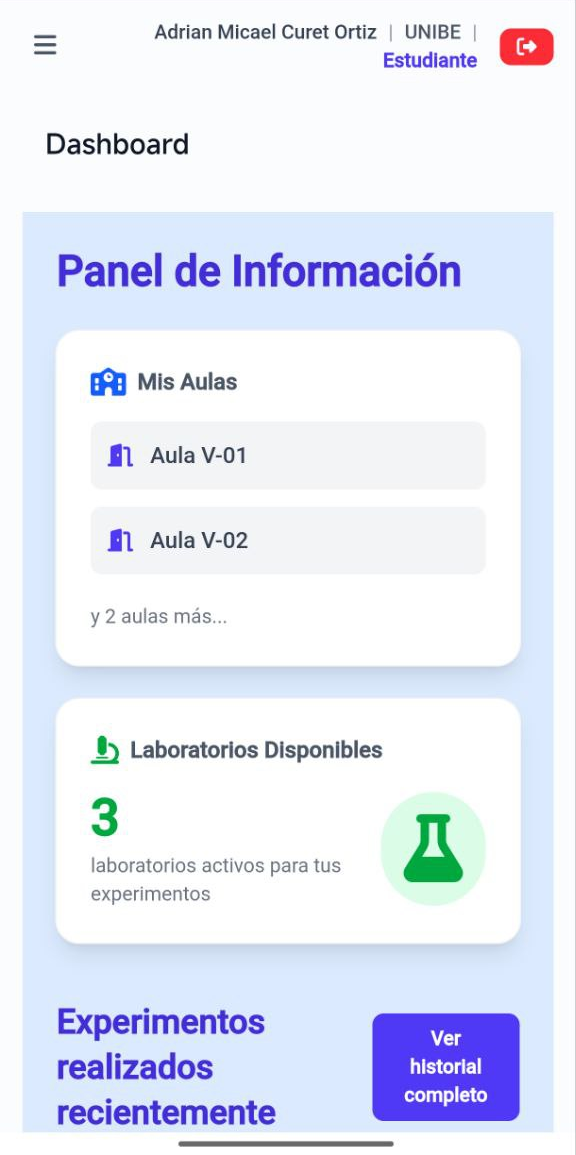 Adrian Micael Curet Ortiz | UNIBE |
Estudiante
Dashboard
Panel de Información
Mis Aulas
Aula V-01
Aula V-02
y 2 aulas más...
Laboratorios Disponibles
3
laboratorios activos para tus
experimentos
Experimentos
realizados
recientemente
Ver
historial
completo